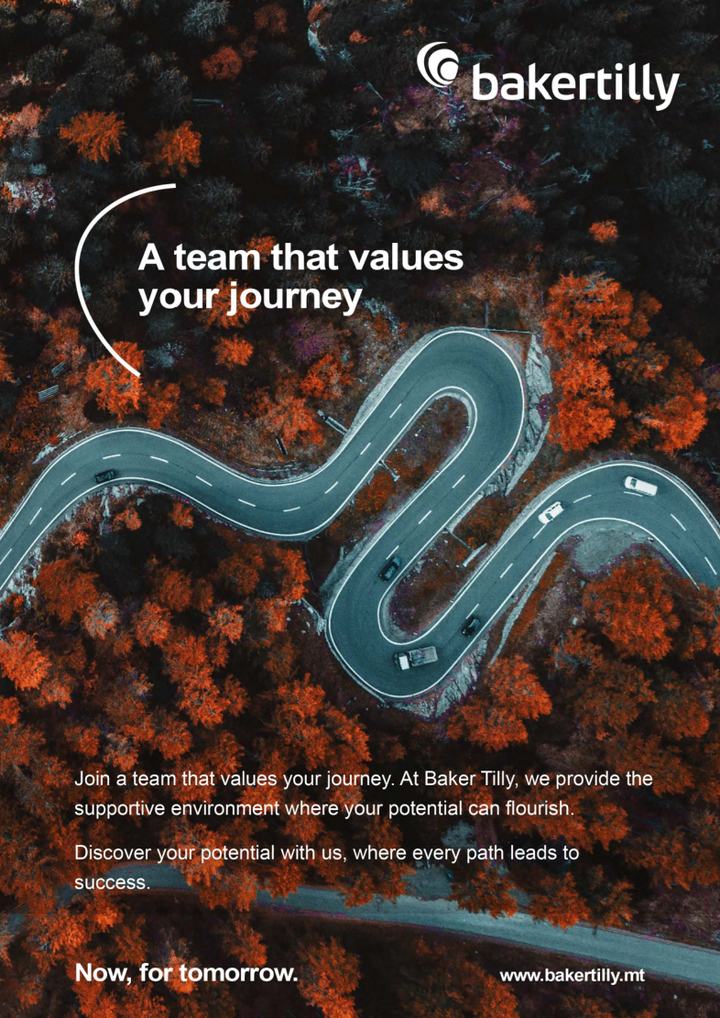 bakertilly
A team that values
your journey
Join a team that values your journey. At Baker Tilly, we provide the
supportive environment where your potential can flourish.
Discover your potential with us, where every path leads to
success.
Now, for tomorrow.
www.bakertilly.mt